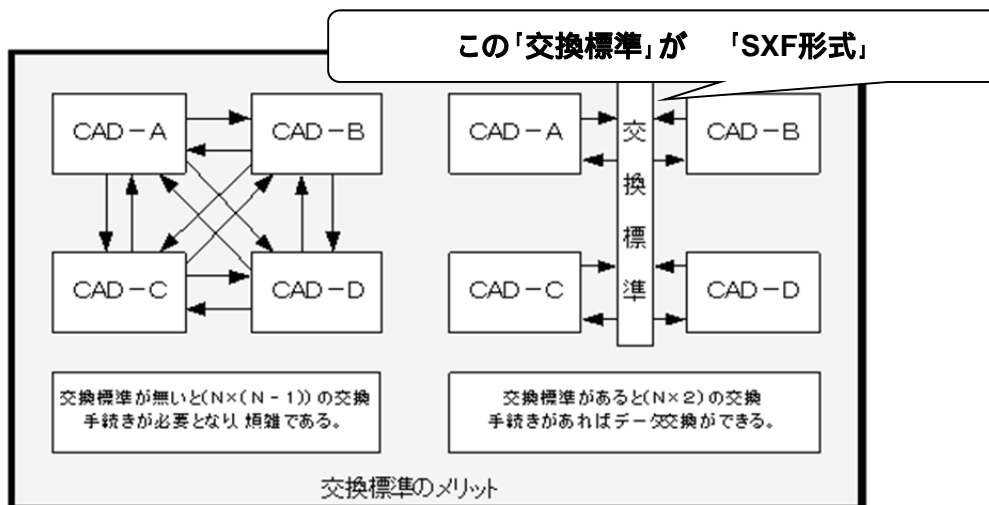 この「交換標準」が 「SXF形式」
CAD－A
CAD－B
CAD－C
CAD－D
CAD－A
CAD－B
CAD－C
CAD－D
交換標準
交換標準が無いと(N×(N－1))の交換
手続きが必要となり、煩雑である。
交換標準があると(N×2)の交換
手続きがあればデータ交換ができる。
交換標準のメリット